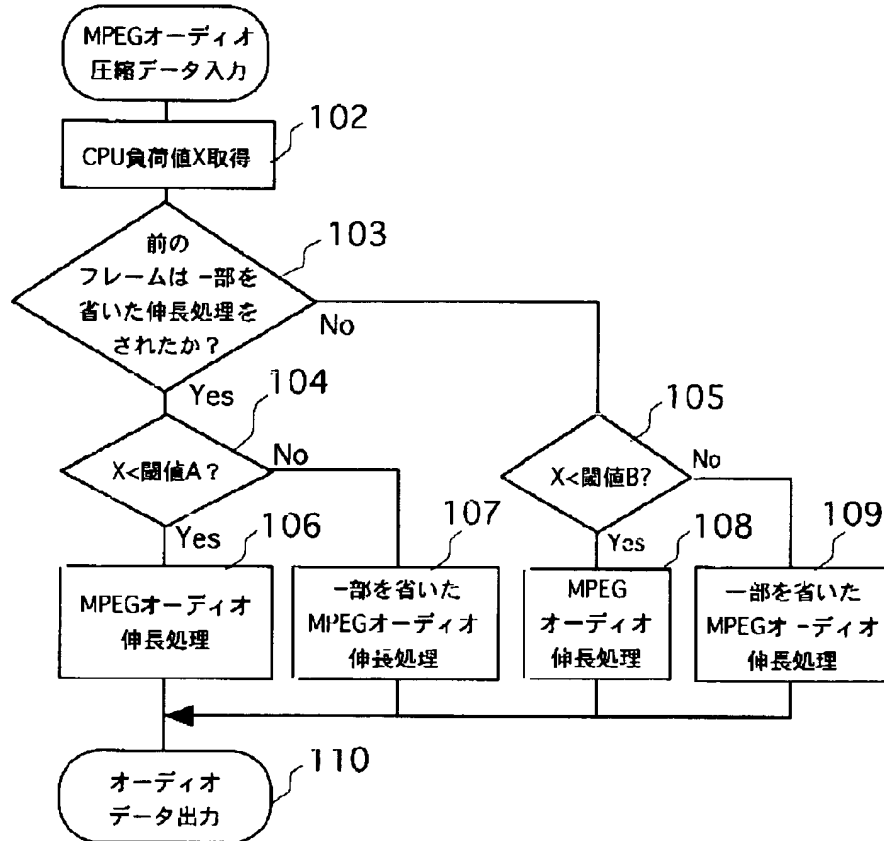 MPEGオーディオ
圧縮データ入力
102
CPU負荷値X取得
103
前の
フレームは一部を
省いた伸長処理を
されたか？
No
Yes
104
X<閾値A？
No
Yes
105
X<閾値B?
No
Yes
106
MPEGオーディオ
伸長処理
107
一部を省いた
MPEGオーディオ
伸長処理
108
MPEG
オーディオ
伸長処理
109
一部を省いた
MPEGオーディオ
伸長処理
110
オーディオ
データ出力